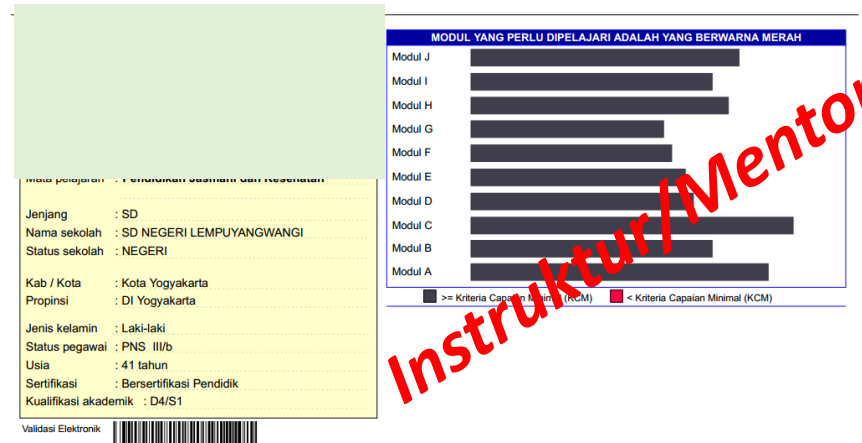 Mata pelajaran : Pendidikan Jasmani dan Kesehatan
Jenjang : SD
Nama sekolah : SD NEGERI LEMPUYANGWANGI
Status sekolah : NEGERI
Kab / Kota : Kota Yogyakarta
Propinsi : DI Yogyakarta
Jenis kelamin : Laki-laki
Status pegawai : PNS III/b
Usia : 41 tahun
Sertifikasi : Bersertifikasi Pendidik
Kualifikasi akademik : D4/S1
Validasi Elektronik
MODUL YANG PERLU DIPELAJARI ADALAH YANG BERWARNA MERAH
Modul J
Modul I
Modul H
Modul G
Modul F
Modul E
Modul D
Modul C
Modul B
Modul A
>= Kriteria Capaian Minimal (KCM)
< Kriteria Capaian Minimal (KCM)
Instruktur/Mentor